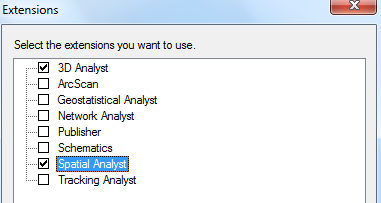 Extensions
Select the extensions you want to use.
3D Analyst
ArcScan
Geostatistical Analyst
Network Analyst
Publisher
Schematics
Spatial Analyst
Tracking Analyst